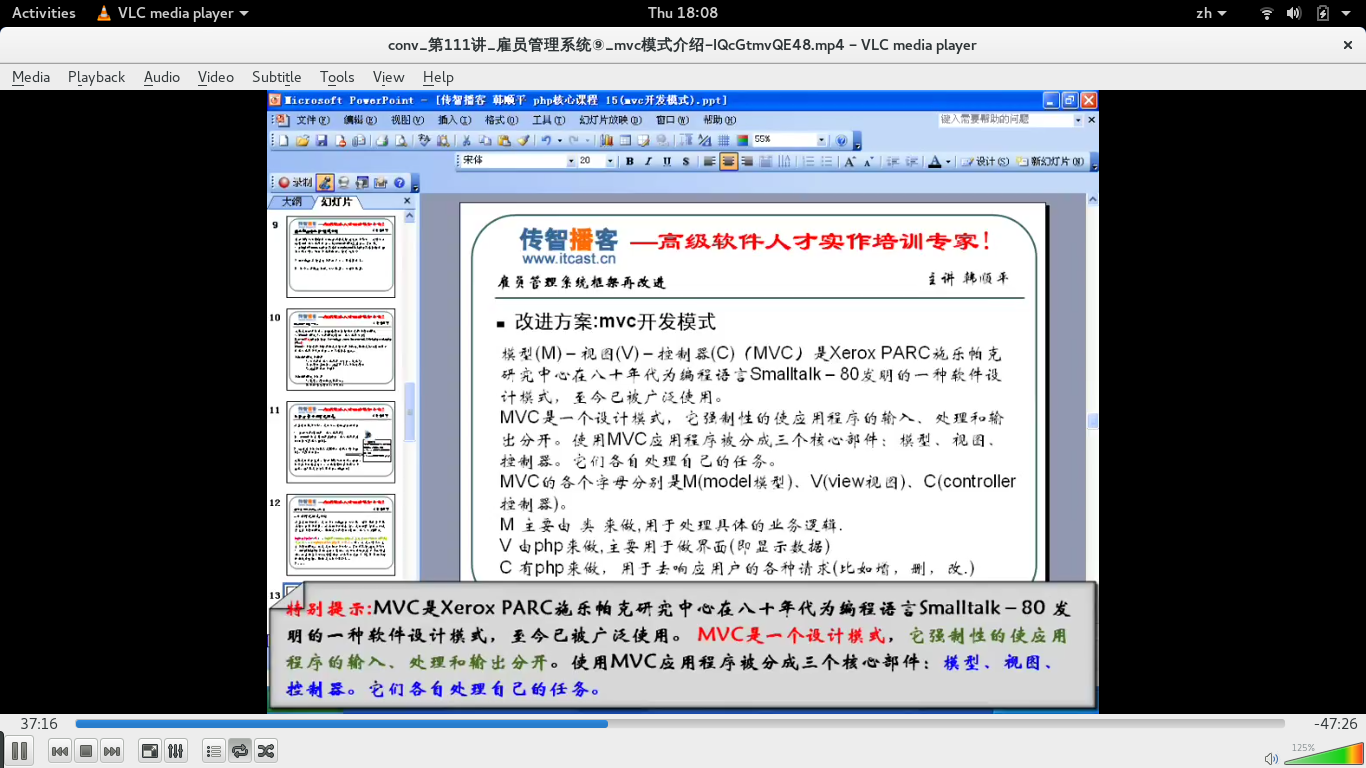 Activities VLC media player Thu 18:08 zh
conv_第111讲_雇员管理系统⑨_mvc模式介绍-lQcGtmvQE48.mp4 – VLC media player
Media Playback Audio Video Subtitle Tools View Help
Microsoft PowerPoint - [传智播客 韩顺平 php核心课程 15(mvc开发模式).ppt]
文件(F) 编辑(E) 视图(V) 插入(I) 格式(O) 工具(T) 幻灯片放映(D) 窗口(W) 帮助(H) 键入需要帮助的问题
55%
宋体 20 B I U S 设计(S) 新幻灯片(N)
录制
大纲 幻灯片
9
10
11
12
13
传智播客 —高级软件人才实作培训专家!
www.itcast.cn
雇员管理系统框架再改进 主讲 韩顺平
改进方案:mvc开发模式
模型(M)－视图(V)－控制器(C)（MVC）是Xerox PARC施乐帕克
研究中心在八十年代为编程语言Smalltalk－80发明的一种软件设
计模式，至今已被广泛使用。
MVC是一个设计模式，它强制性的使应用程序的输入、处理和输
出分开。使用MVC应用程序被分成三个核心部件：模型、视图、
控制器。它们各自处理自己的任务。
MVC的各个字母分别是M(model模型)、V(view视图)、C(controller
控制器)。
M 主要由 类 来做,用于处理具体的业务逻辑.
V 由php来做,主要用于做界面(即显示数据)
C 有php来做，用于去响应用户的各种请求(比如增，删，改.)
特别提示:MVC是Xerox PARC施乐帕克研究中心在八十年代为编程语言Smalltalk－80 发
明的一种软件设计模式，至今已被广泛使用。 MVC是一个设计模式，它强制性的使应用
程序的输入、处理和输出分开。使用MVC应用程序被分成三个核心部件：模型、视图、
控制器。它们各自处理自己的任务。
37:16 -47:26
125%